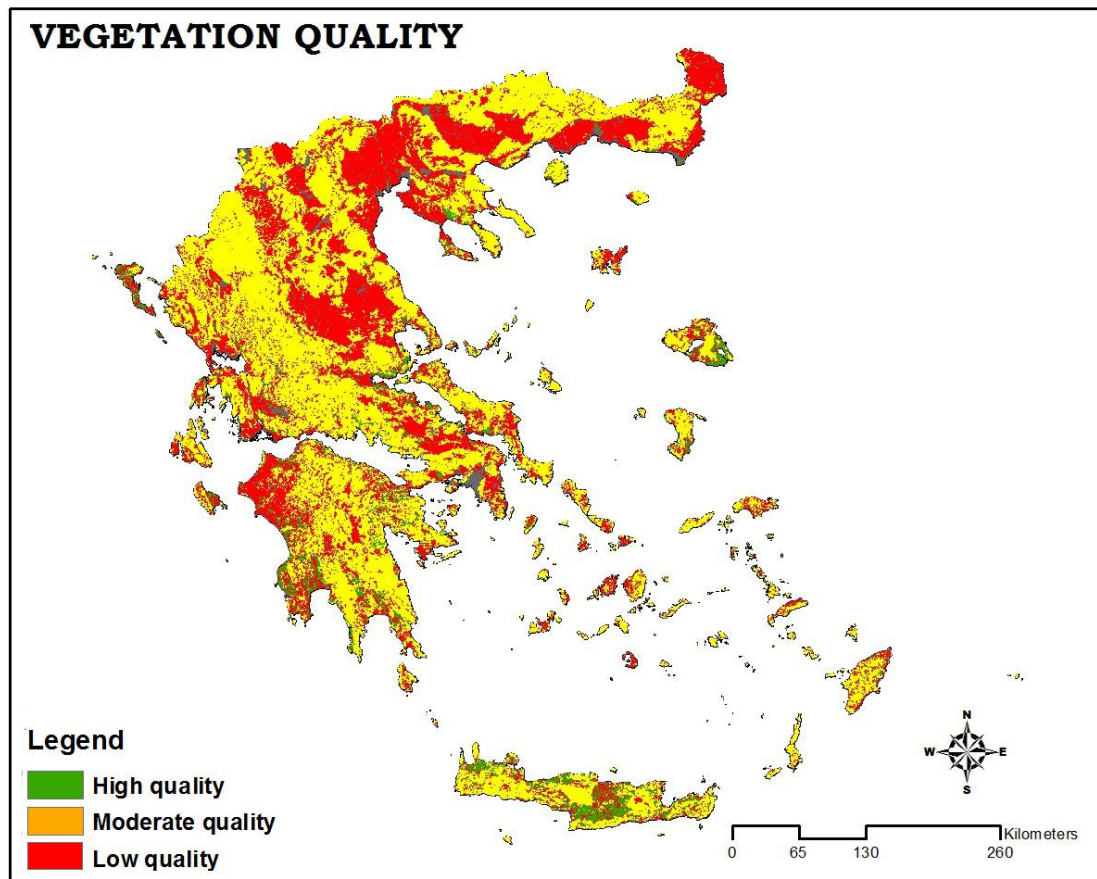 VEGETATION QUALITY
Legend
High quality
Moderate quality
Low quality
N
W E
S
Kilometers
0 65 130 260